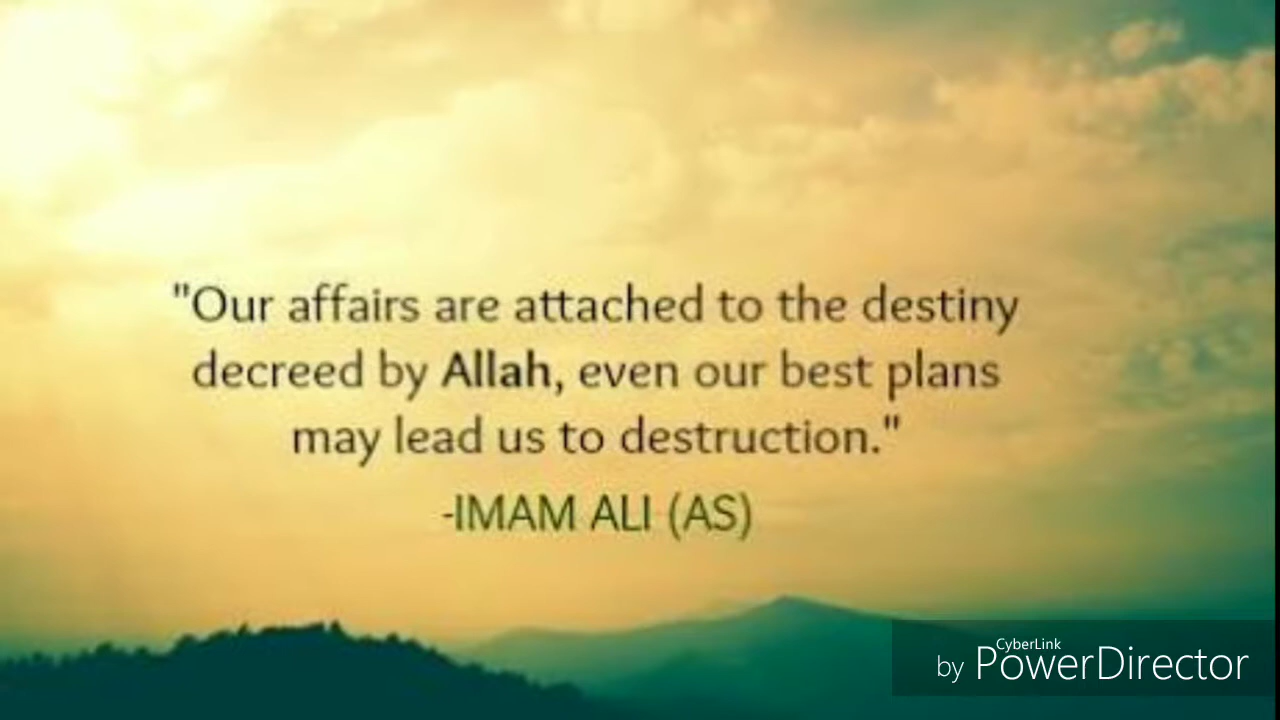 "Our affairs are attached to the destiny
decreed by Allah, even our best plans
may lead us to destruction."
-IMAM ALI (AS)
CyberLink
by PowerDirector